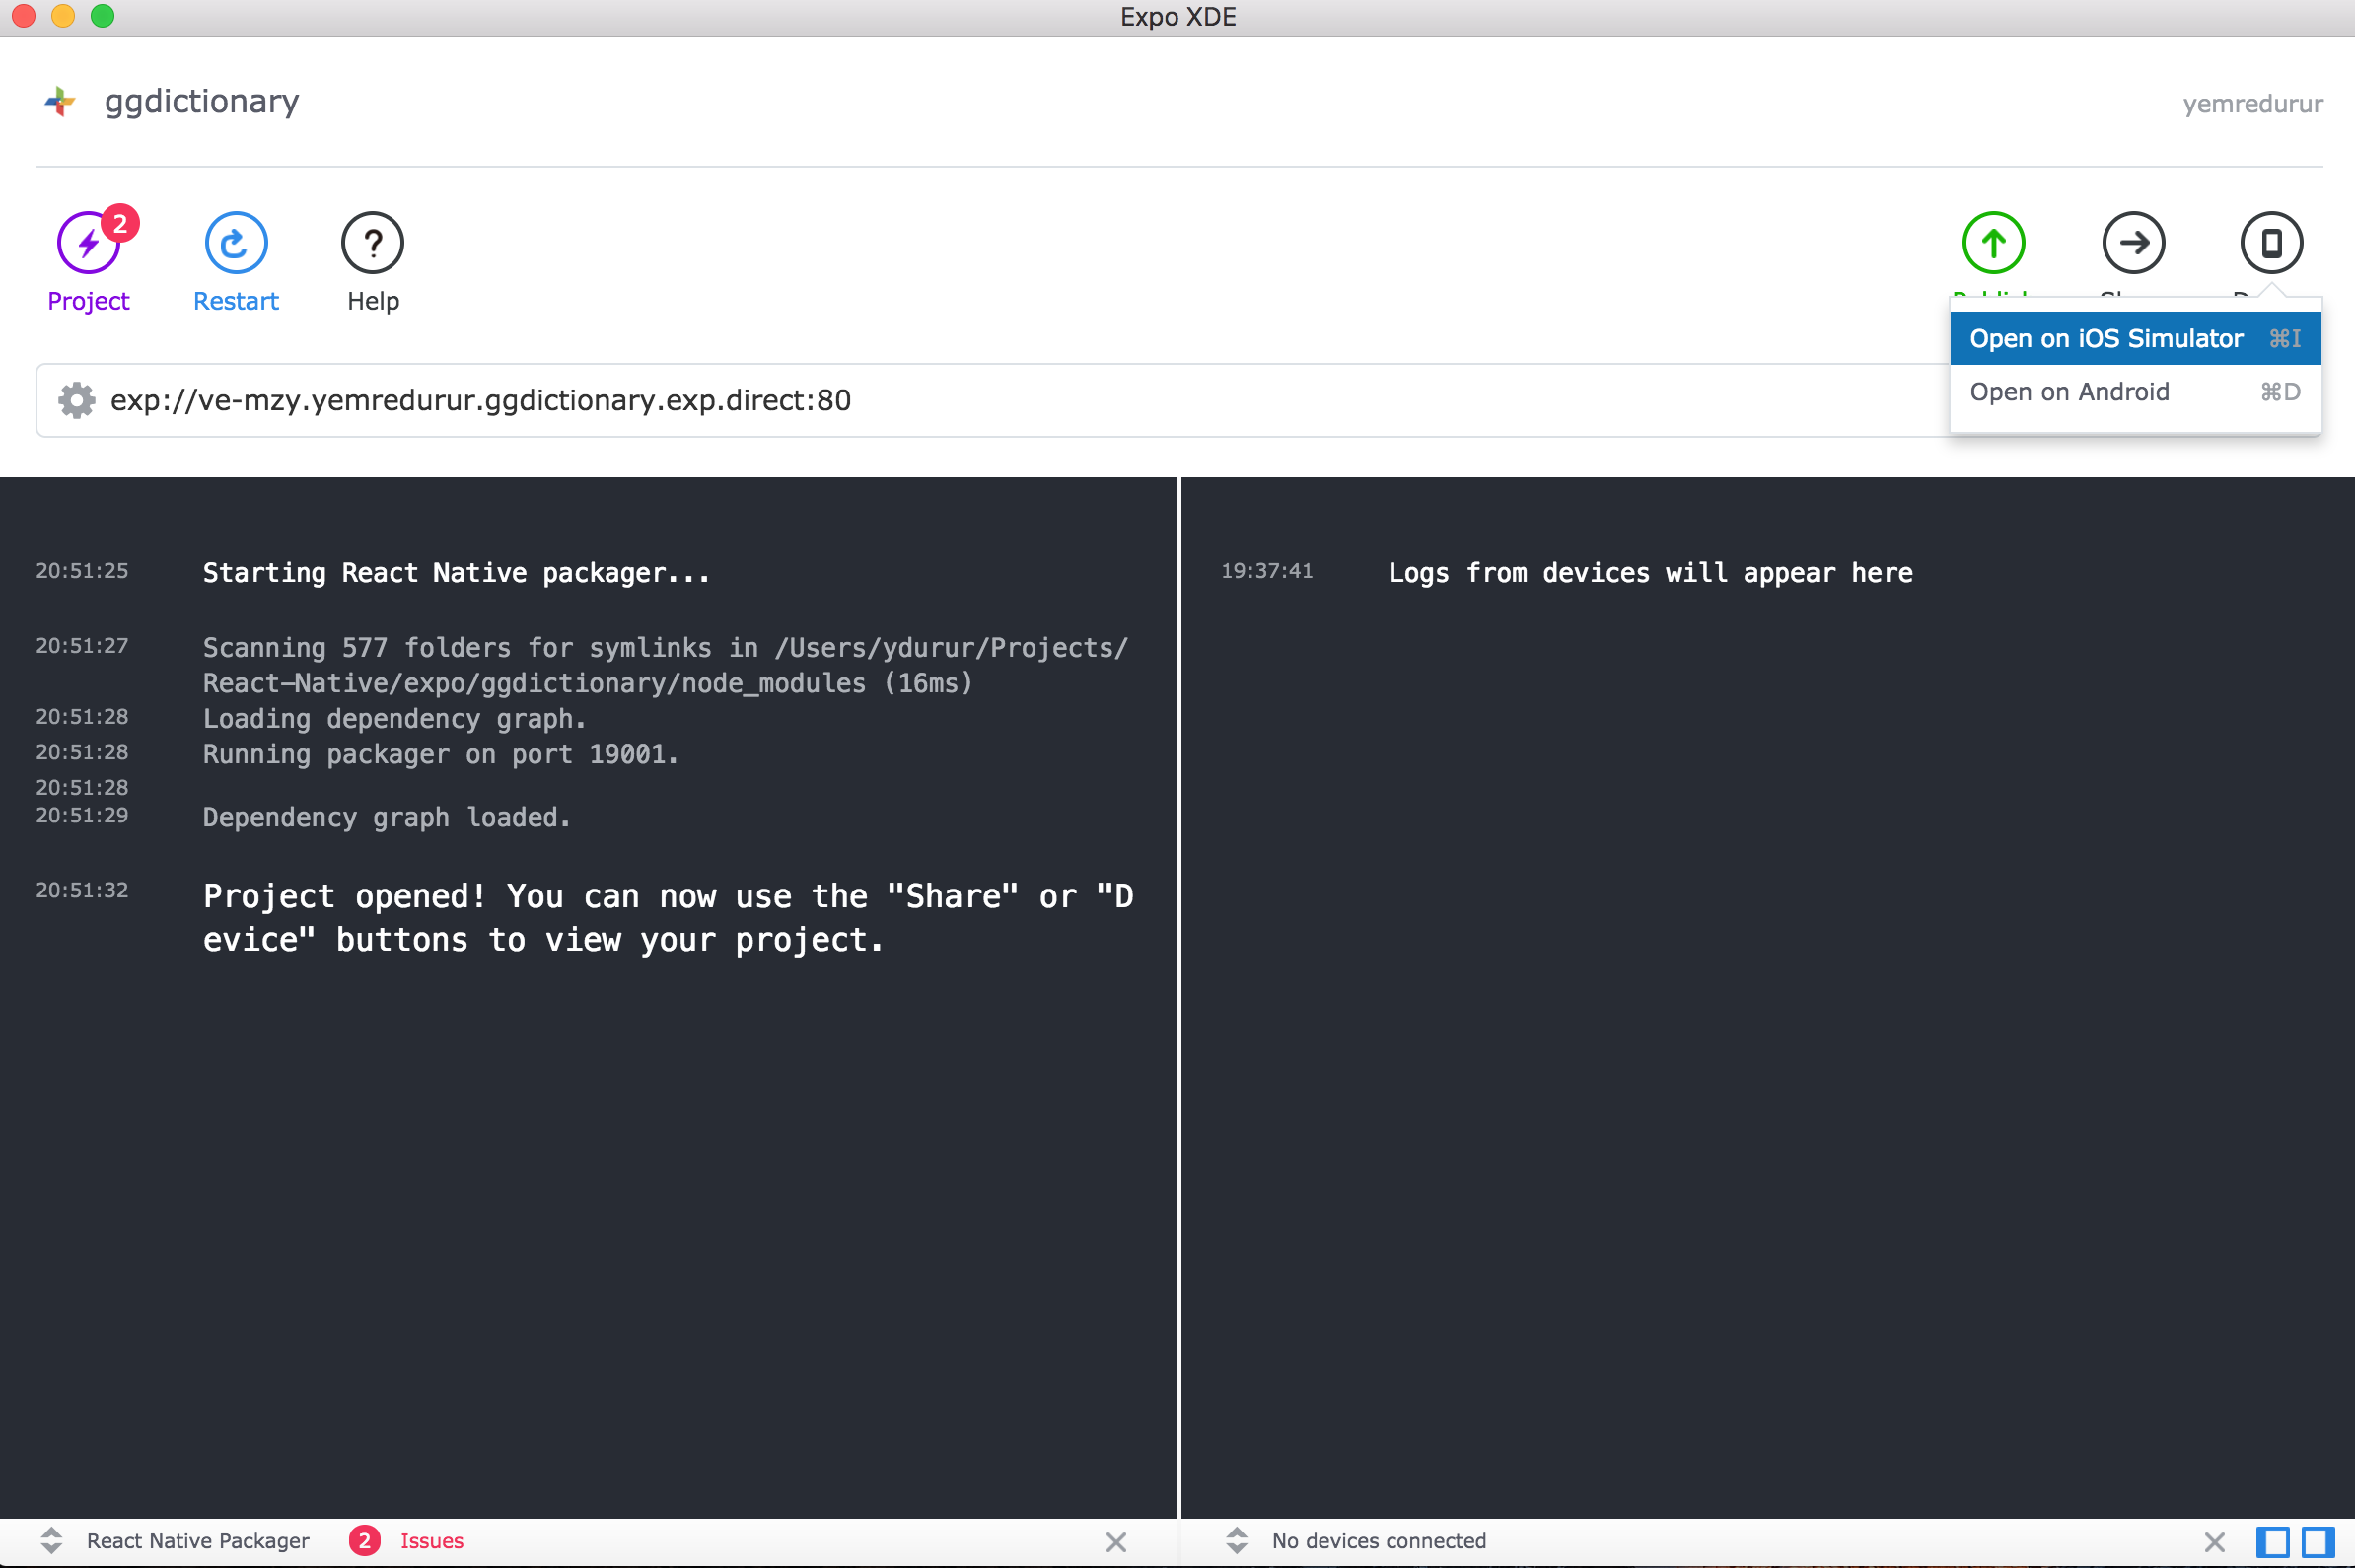 Expo XDE
ggdictionary
yemredurur
2
Project
Restart
?
Help
Open on iOS Simulator ⌘I
Open on Android ⌘D
exp://ve-mzy.yemredurur.ggdictionary.exp.direct:80
20:51:25 Starting React Native packager...
20:51:27 Scanning 577 folders for symlinks in /Users/ydurur/Projects/
React-Native/expo/ggdictionary/node_modules (16ms)
20:51:28 Loading dependency graph.
20:51:28 Running packager on port 19001.
20:51:28
20:51:29 Dependency graph loaded.
20:51:32 Project opened! You can now use the "Share" or "D
evice" buttons to view your project.
19:37:41 Logs from devices will appear here
React Native Packager 2 Issues
No devices connected